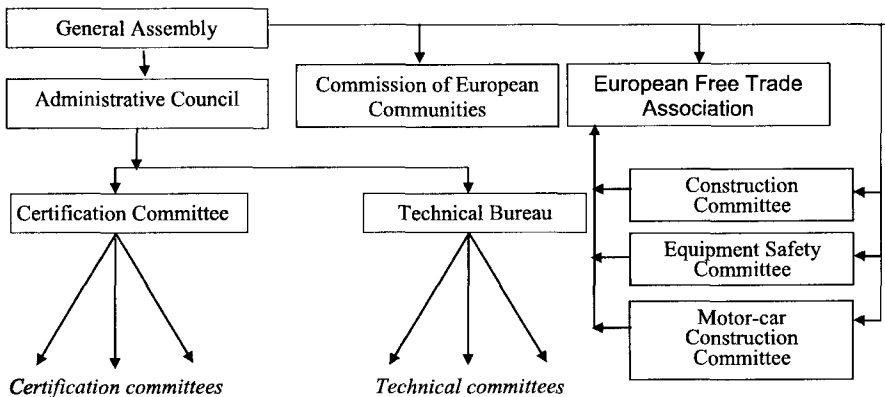 General Assembly
Administrative Council
Commission of European
Communities
European Free Trade
Association
Certification Committee
Technical Bureau
Construction
Committee
Equipment Safety
Committee
Motor-car
Construction
Committee
Certification committees
Technical committees